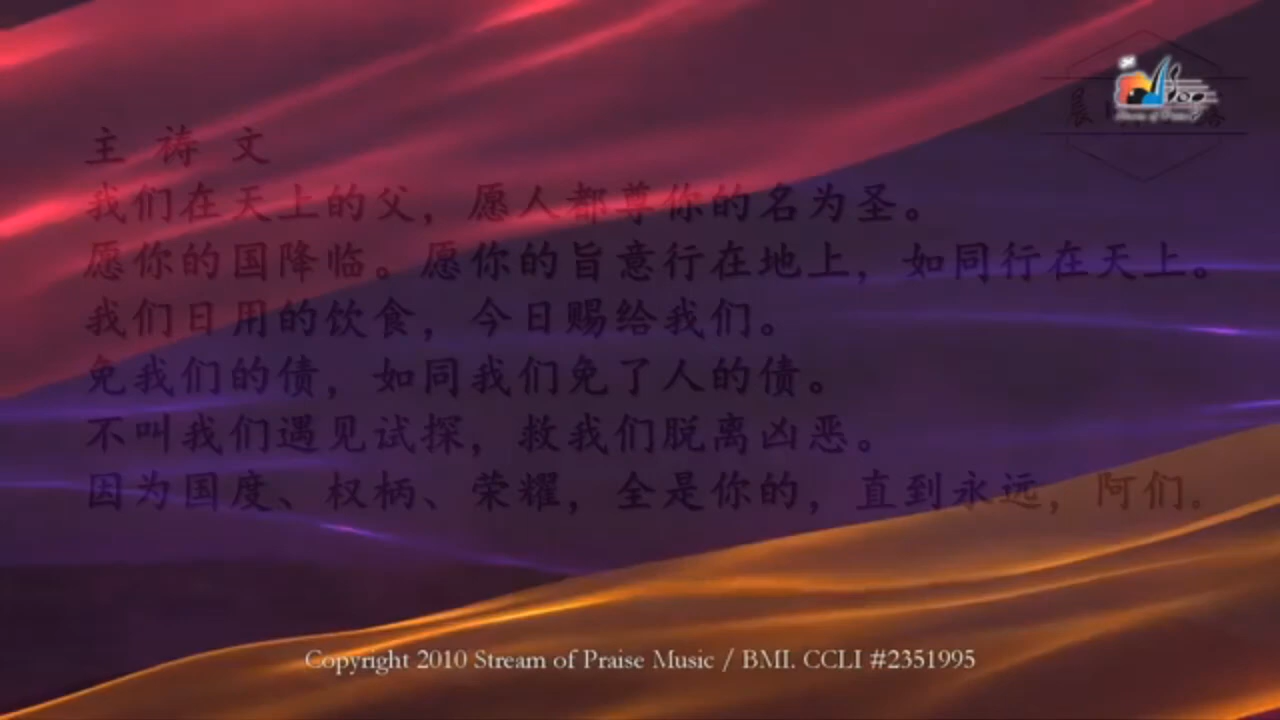 主 祷 文
我们在天上的父，愿人都尊你的名为圣。
愿你的国降临。愿你的旨意行在地上，如同行在天上。
我们日用的饮食，今日赐给我们。
免我们的债，如同我们免了人的债。
不叫我们遇见试探，救我们脱离凶恶。
因为国度、权柄、荣耀，全是你的，直到永远，阿们。
Stream of Praise
Copyright 2010 Stream of Praise Music / BMI. CCLI #2351995